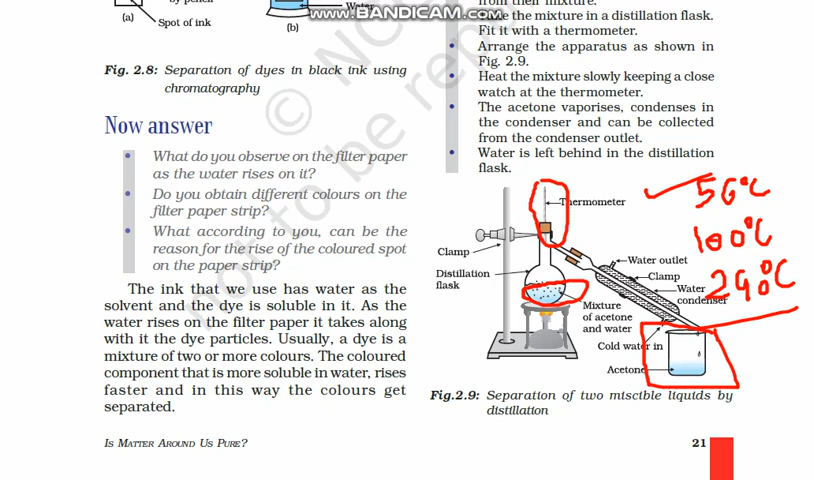 by pencil
Spot of ink
(a)
Water
(b)
WWW.BANDICAM.COM
Fig. 2.8: Separation of dyes in black ink using
chromatography
Now answer
• What do you observe on the filter paper
as the water rises on it?
• Do you obtain different colours on the
filter paper strip?
• What according to you, can be the
reason for the rise of the coloured spot
on the paper strip?
The ink that we use has water as the
solvent and the dye is soluble in it. As the
water rises on the filter paper it takes along
with it the dye particles. Usually, a dye is a
mixture of two or more colours. The coloured
component that is more soluble in water, rises
faster and in this way the colours get
separated.
from their mixture.
the mixture in a distillation flask.
Fit it with a thermometer.
• Arrange the apparatus as shown in
Fig. 2.9.
• Heat the mixture slowly keeping a close
watch at the thermometer.
• The acetone vaporises, condenses in
the condenser and can be collected
from the condenser outlet.
• Water is left behind in the distillation
flask.
Thermometer
56°C
100°C
290°C
Clamp
Water outlet
Distillation
flask
Clamp
Water
condenser
Mixture
of acetone
and water
Cold water in
Acetone
Fig.2.9: Separation of two miscible liquids by
distillation
© NC
not to be repu
IS MATTER AROUND US PURE?
21